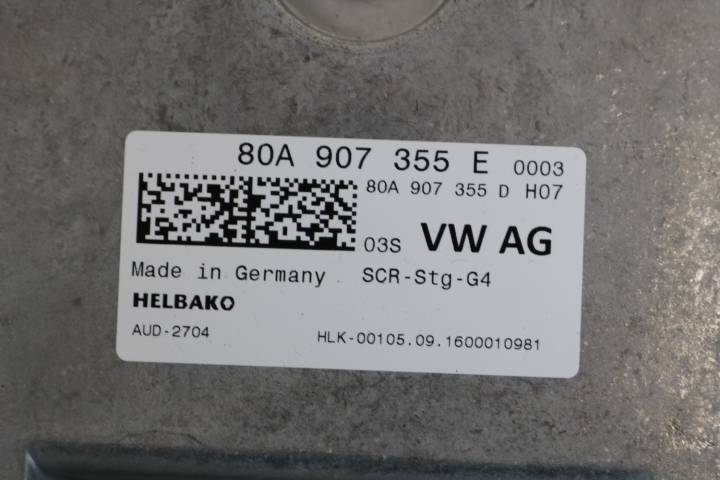 80A 907 355 E 0003
80A 907 355 D H07
03S VW AG
Made in Germany SCR-Stg-G4
HELBAKO
AUD-2704 HLK-00105.09.1600010981